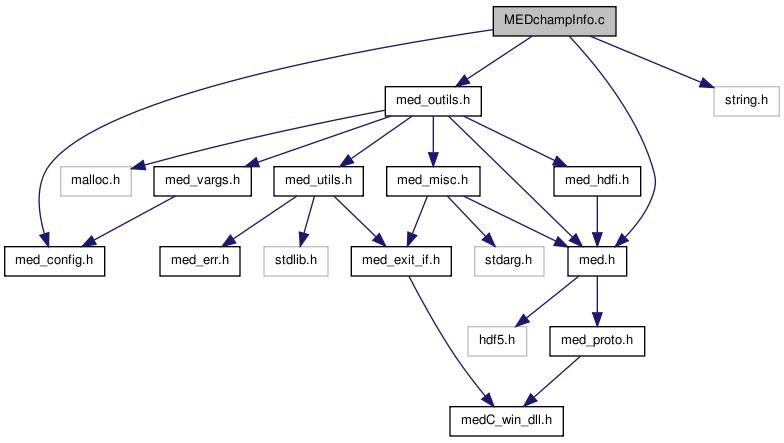 MEDchampInfo.c
med_outils.h
string.h
malloc.h
med_vargs.h
med_utils.h
med_misc.h
med_hdfi.h
med_config.h
med_err.h
stdlib.h
med_exit_if.h
stdarg.h
med.h
hdf5.h
med_proto.h
medC_win_dll.h